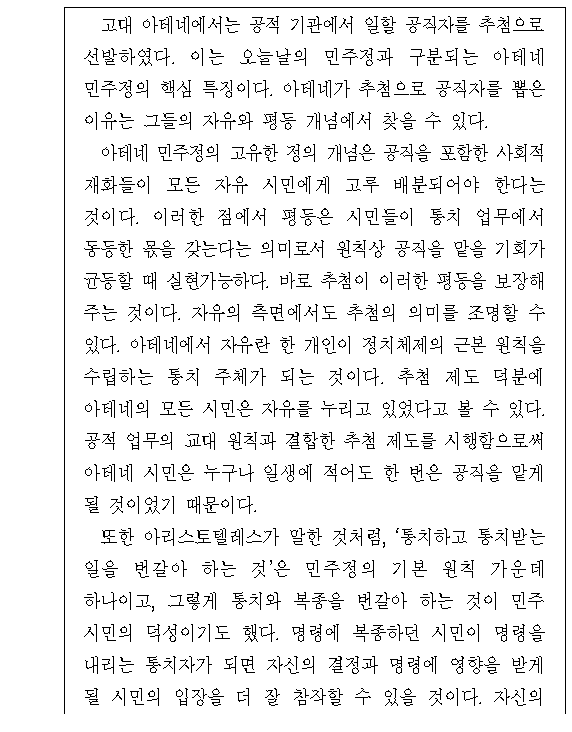 고대 아테네에서는 공적 기관에서 일할 공직자를 추첨으로
선발하였다. 이는 오늘날의 민주정과 구분되는 아테네
민주정의 핵심 특징이다. 아테네가 추첨으로 공직자를 뽑은
이유는 그들의 자유와 평등 개념에서 찾을 수 있다.
아테네 민주정의 고유한 정의 개념은 공직을 포함한 사회적
재화들이 모든 자유 시민에게 고루 배분되어야 한다는
것이다. 이러한 점에서 평등은 시민들이 통치 업무에서
동등한 몫을 갖는다는 의미로서 원칙상 공직을 맡을 기회가
균등할 때 실현가능하다. 바로 추첨이 이러한 평등을 보장해
주는 것이다. 자유의 측면에서도 추첨의 의미를 조명할 수
있다. 아테네에서 자유란 한 개인이 정치체제의 근본 원칙을
수립하는 통치 주체가 되는 것이다. 추첨 제도 덕분에
아테네의 모든 시민은 자유를 누리고 있었다고 볼 수 있다.
공적 업무의 교대 원칙과 결합한 추첨 제도를 시행함으로써
아테네 시민은 누구나 일생에 적어도 한 번은 공직을 맡게
될 것이었기 때문이다.
또한 아리스토텔레스가 말한 것처럼, ‘통치하고 통치받는
일을 번갈아 하는 것’은 민주정의 기본 원칙 가운데
하나이고, 그렇게 통치와 복종을 번갈아 하는 것이 민주
시민의 덕성이기도 했다. 명령에 복종하던 시민이 명령을
내리는 통치자가 되면 자신의 결정과 명령에 영향을 받게
될 시민의 입장을 더 잘 참작할 수 있을 것이다. 자신의